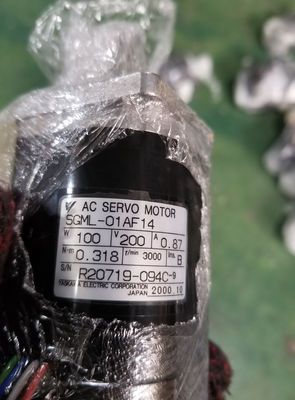 AC SERVO MOTOR
SGML-01AF14
W 100 V 200 A 0.87
N·m 0.318 r/min 3000 Ins. B
S/N R20719-094C-9
YASKAWA ELECTRIC CORPORATION
JAPAN 2000.10